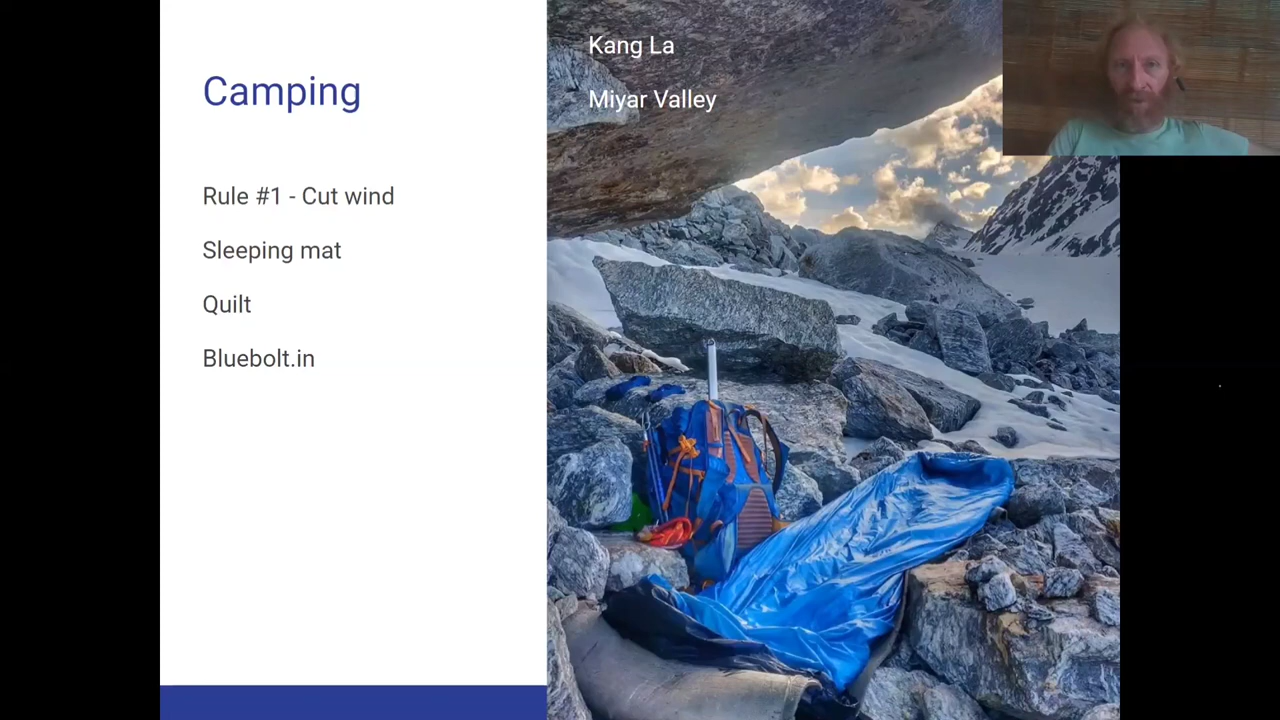 Camping
Rule #1 - Cut wind
Sleeping mat
Quilt
Bluebolt.in
Kang La
Miyar Valley